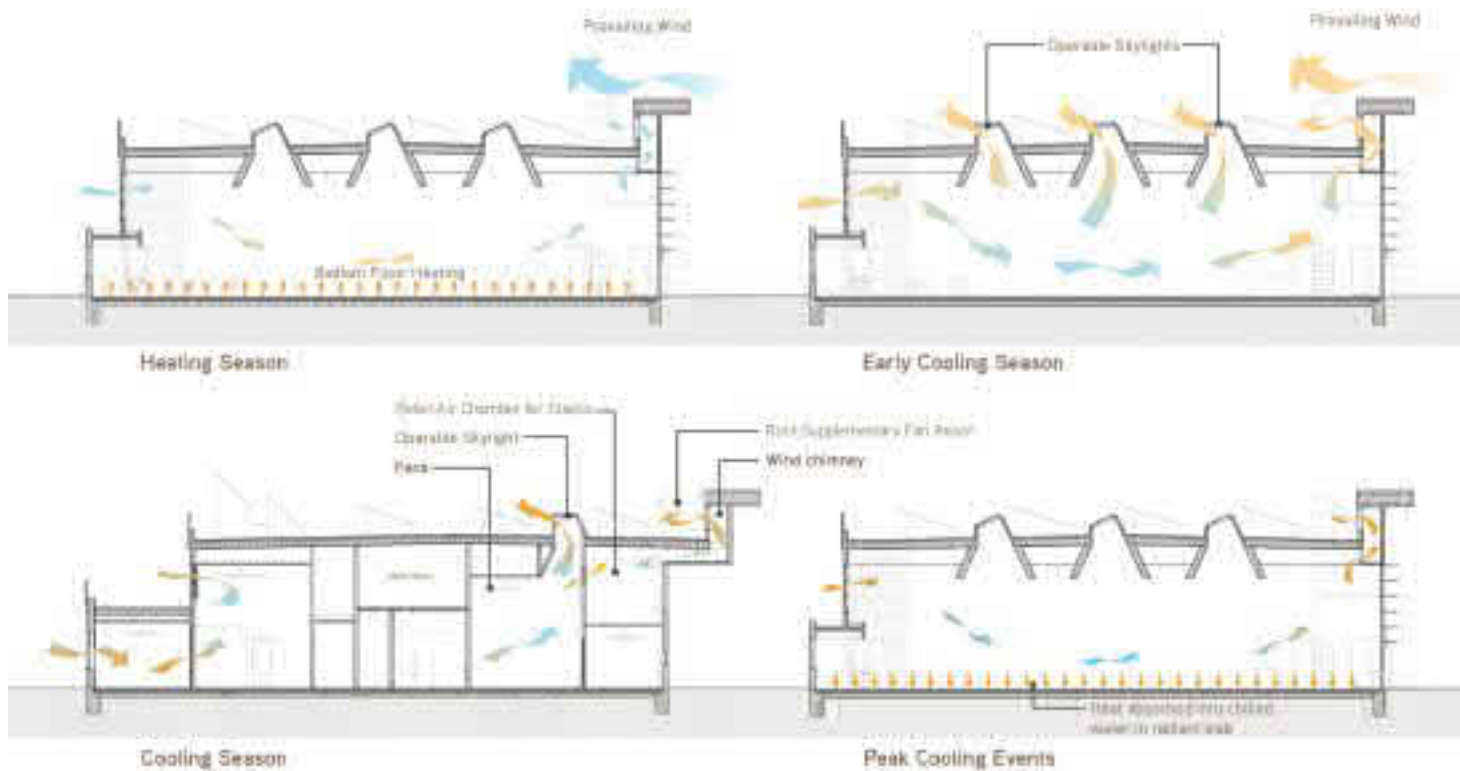 Prevailing Wind
Radiant Floor Heating
Heating Season
Prevailing Wind
Operable Skylights
Early Cooling Season
Relief Air Chamber for
Operable Skylight
Roof Supplementary Fan Assist
Wind chimney
Cooling Season
Heat absorbed into chilled
water in radiant slab
Peak Cooling Events